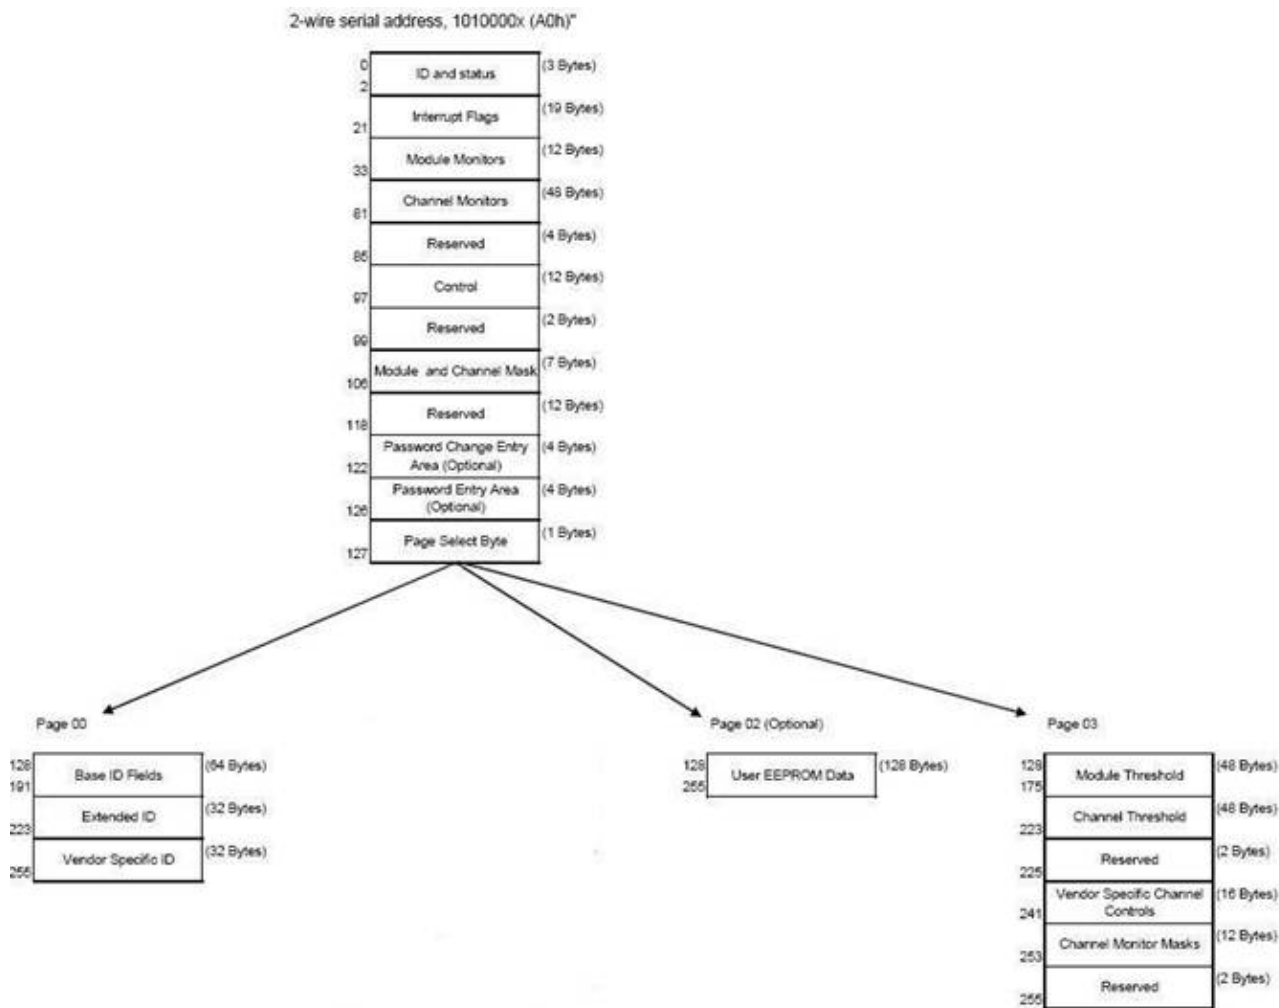 2-wire serial address, 1010000x (A0h)"
0
2
ID and status
(3 Bytes)
21
Interrupt Flags
(19 Bytes)
33
Module Monitors
(12 Bytes)
81
Channel Monitors
(48 Bytes)
85
Reserved
(4 Bytes)
97
Control
(12 Bytes)
99
Reserved
(2 Bytes)
106
Module and Channel Mask
(7 Bytes)
118
Reserved
(12 Bytes)
122
Password Change Entry
Area (Optional)
(4 Bytes)
126
Password Entry Area
(Optional)
(4 Bytes)
127
Page Select Byte
(1 Bytes)
Page 00
128
191
Base ID Fields
(64 Bytes)
223
Extended ID
(32 Bytes)
255
Vendor Specific ID
(32 Bytes)
Page 02 (Optional)
128
255
User EEPROM Data
(128 Bytes)
Page 03
128
175
Module Threshold
(48 Bytes)
223
Channel Threshold
(48 Bytes)
225
Reserved
(2 Bytes)
241
Vendor Specific Channel
Controls
(16 Bytes)
253
Channel Monitor Masks
(12 Bytes)
255
Reserved
(2 Bytes)